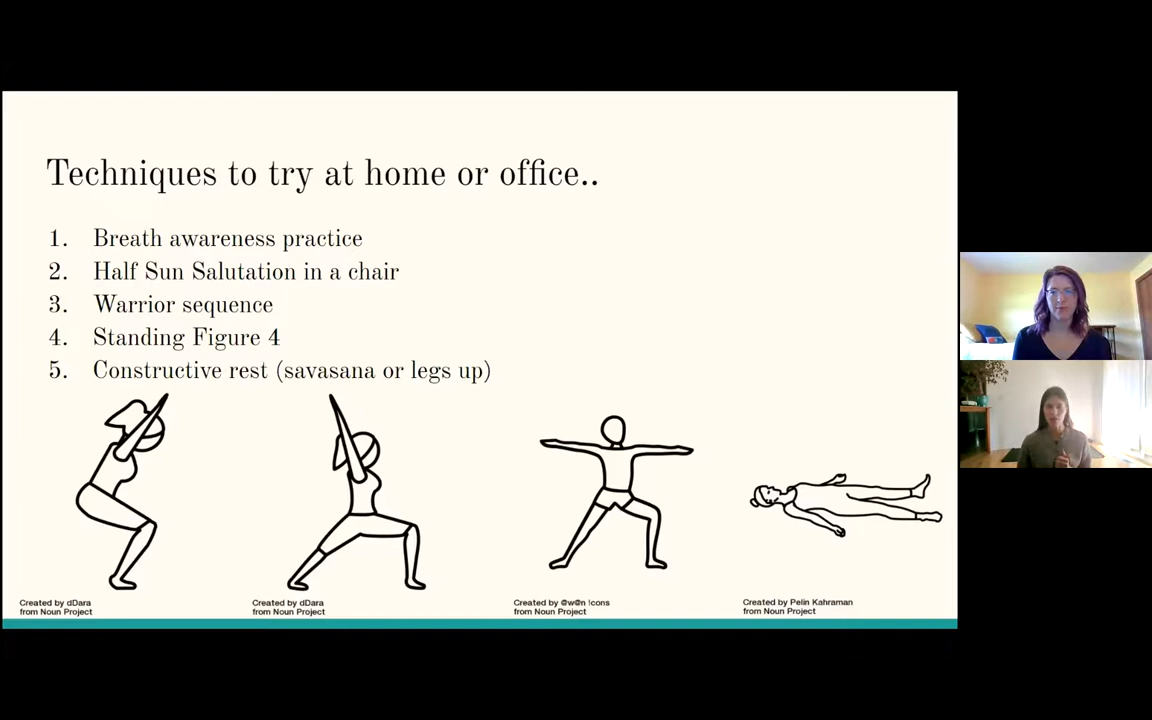 Techniques to try at home or office..
1. Breath awareness practice
2. Half Sun Salutation in a chair
3. Warrior sequence
4. Standing Figure 4
5. Constructive rest (savasana or legs up)
Created by dDara
from Noun Project
Created by dDara
from Noun Project
Created by @w@n !cons
from Noun Project
Created by Pelin Kahraman
from Noun Project